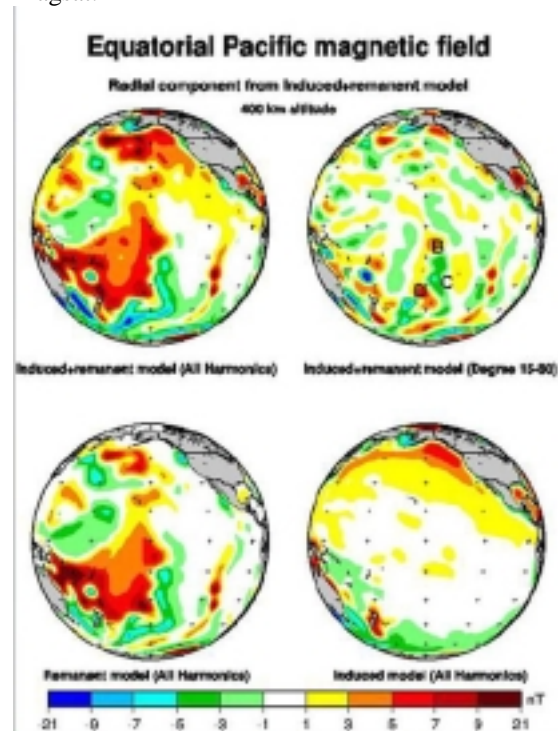 Equatorial Pacific magnetic field
Radial component from Induced+remanent model
400 km altitude
B
C
Induced+remanent model (All Harmonics)
Induced+remanent model (Degree 15-80)
Remanent model (All Harmonics)
Induced model (All Harmonics)
nT
-21 -9 -7 -5 -3 -1 1 3 5 7 9 21